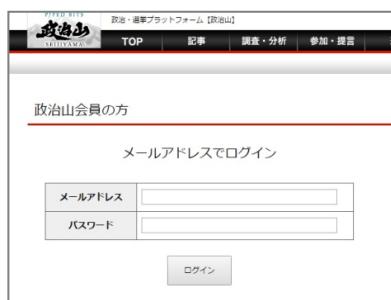 PIPED BITS
政治山
SEIJIYAMA
政治・選挙プラットフォーム【政治山】
TOP 記事 調査・分析 参加・提言
政治山会員の方
メールアドレスでログイン
メールアドレス
パスワード
ログイン